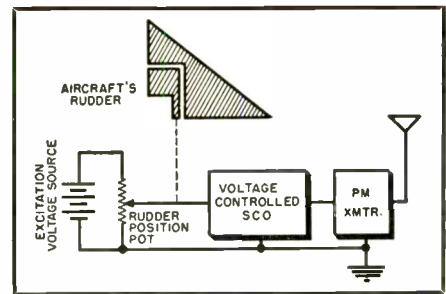 AIRCRAFT'S
RUDDER
EXCITATION
VOLTAGE SOURCE
RUDDER
POSITION
POT
VOLTAGE
CONTROLLED
SCO
PM
XMTR.